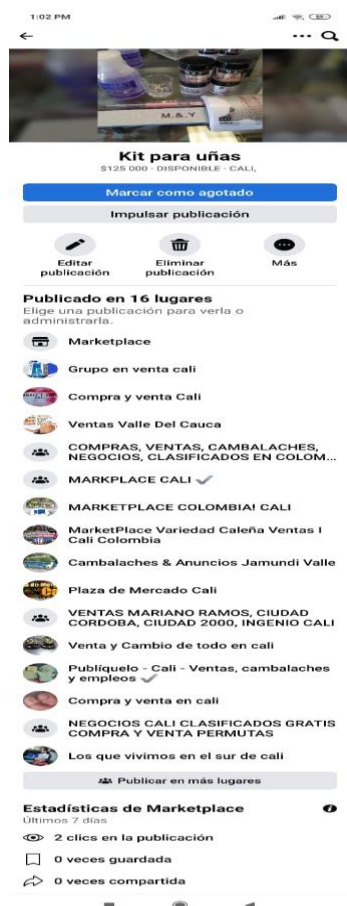 1:02 PM
M.&.Y
Kit para uñas
$125 000 · DISPONIBLE · CALI,
Marcar como agotado
Impulsar publicación
Editar publicación
Eliminar publicación
Más
Publicado en 16 lugares
Elige una publicación para verla o
administrarla.
Marketplace
Grupo en venta cali
Compra y venta Cali
Ventas Valle Del Cauca
COMPRAS, VENTAS, CAMBALACHES,
NEGOCIOS, CLASIFICADOS EN COLOM...
MARKPLACE CALI ✓
MARKETPLACE COLOMBIA! CALI
MarketPlace Variedad Caleña Ventas I
Cali Colombia
Cambalaches & Anuncios Jamundi Valle
Plaza de Mercado Cali
VENTAS MARIANO RAMOS, CIUDAD
CORDOBA, CIUDAD 2000, INGENIO CALI
Venta y Cambio de todo en cali
Publíquelo - Cali - Ventas, cambalaches
y empleos ✓
Compra y venta en cali
NEGOCIOS CALI CLASIFICADOS GRATIS
COMPRA Y VENTA PERMUTAS
Los que vivimos en el sur de cali
Publicar en más lugares
Estadísticas de Marketplace
Últimos 7 días
2 clics en la publicación
0 veces guardada
0 veces compartida